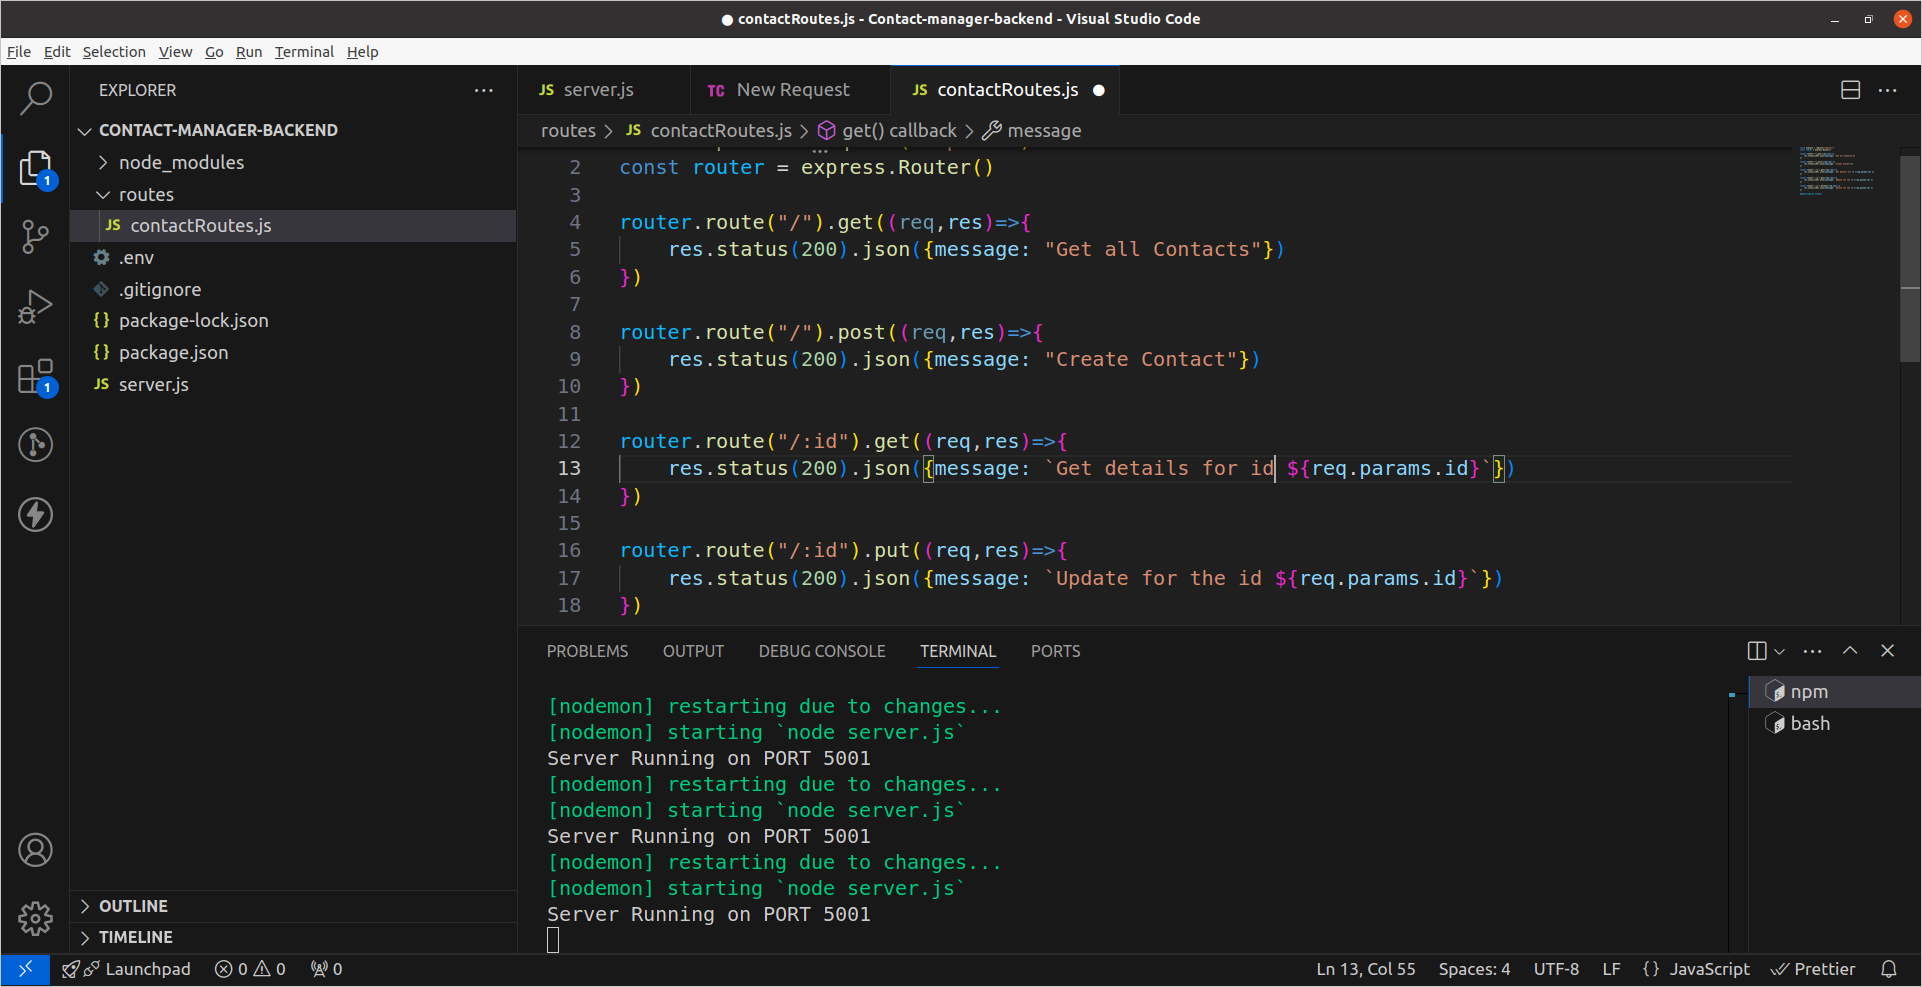 contactRoutes.js - Contact-manager-backend - Visual Studio Code
File Edit Selection View Go Run Terminal Help
EXPLORER
CONTACT-MANAGER-BACKEND
node_modules
routes
JS contactRoutes.js
.env
.gitignore
{} package-lock.json
{} package.json
JS server.js
OUTLINE
TIMELINE
1
1
JS server.js
TC New Request
JS contactRoutes.js
routes > JS contactRoutes.js > get() callback > message
2 const router = express.Router()
3
4 router.route("/").get((req,res)=>{
5 res.status(200).json({message: "Get all Contacts"})
6 })
7
8 router.route("/").post((req,res)=>{
9 res.status(200).json({message: "Create Contact"})
10 })
11
12 router.route("/:id").get((req,res)=>{
13 res.status(200).json({message: `Get details for id ${req.params.id}`})
14 })
15
16 router.route("/:id").put((req,res)=>{
17 res.status(200).json({message: `Update for the id ${req.params.id}`})
18 })
PROBLEMS OUTPUT DEBUG CONSOLE TERMINAL PORTS
[nodemon] restarting due to changes...
[nodemon] starting `node server.js`
Server Running on PORT 5001
[nodemon] restarting due to changes...
[nodemon] starting `node server.js`
Server Running on PORT 5001
[nodemon] restarting due to changes...
[nodemon] starting `node server.js`
Server Running on PORT 5001
npm
bash
Launchpad 0 0 0
Ln 13, Col 55 Spaces: 4 UTF-8 LF {} JavaScript Prettier